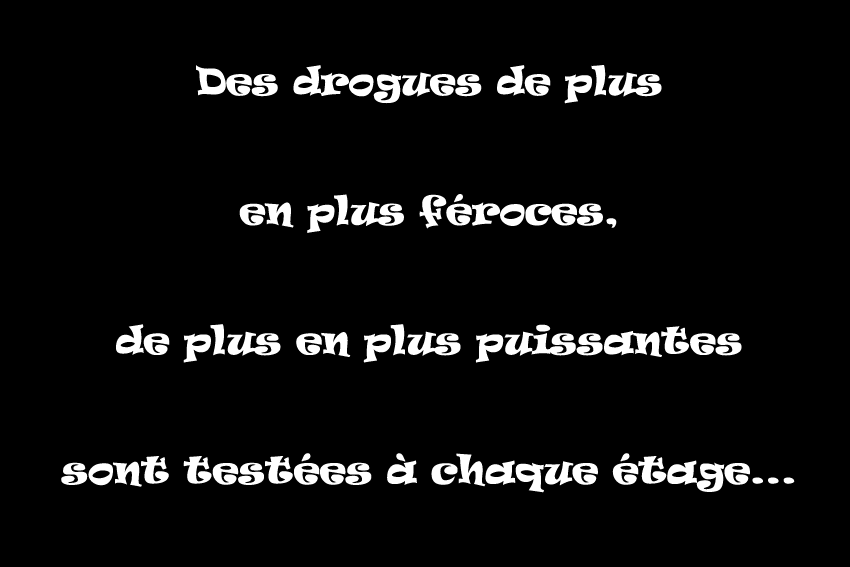 Des drogues de plus
en plus féroces,
de plus en plus puissantes
sont testées à chaque étage...